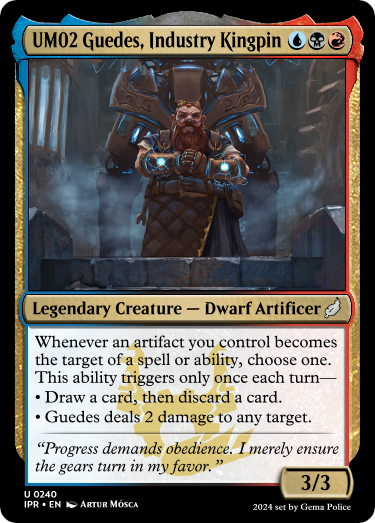 UM02 Guedes, Industry Kingpin
Legendary Creature — Dwarf Artificer
Whenever an artifact you control becomes
the target of a spell or ability, choose one.
This ability triggers only once each turn—
• Draw a card, then discard a card.
• Guedes deals 2 damage to any target.
“Progress demands obedience. I merely ensure
the gears turn in my favor.”
3/3
U 0240
IPR • EN Artur Mósca
2024 set by Gema Police